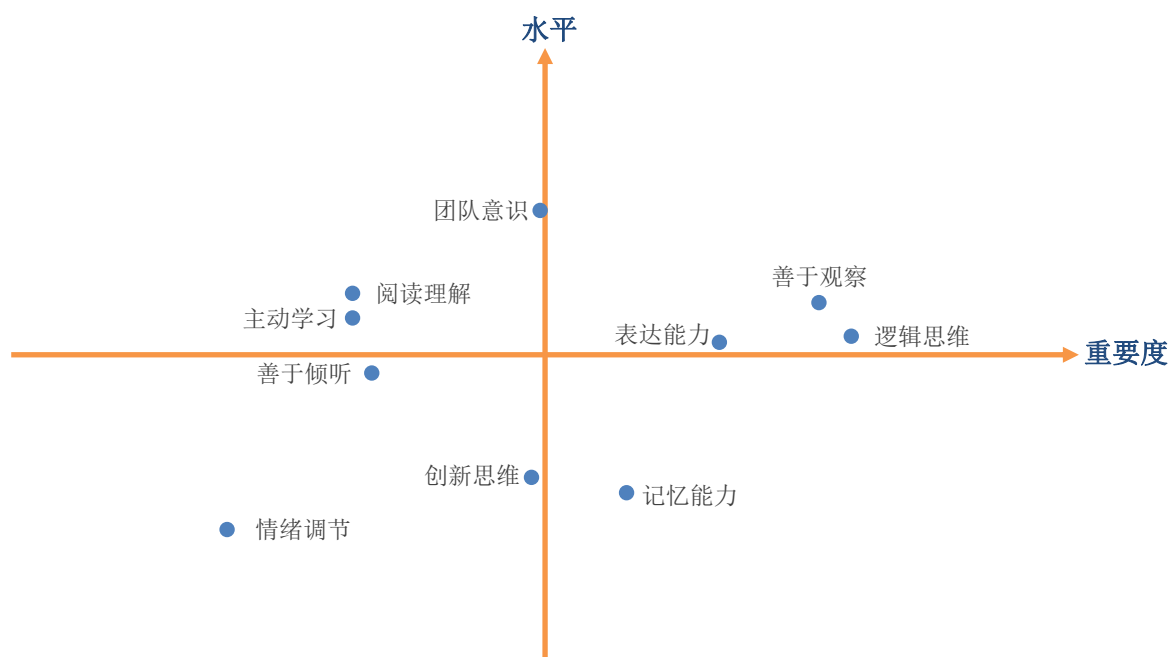 水平
团队意识
善于观察
阅读理解
主动学习
表达能力
逻辑思维
重要度
善于倾听
创新思维
记忆能力
情绪调节